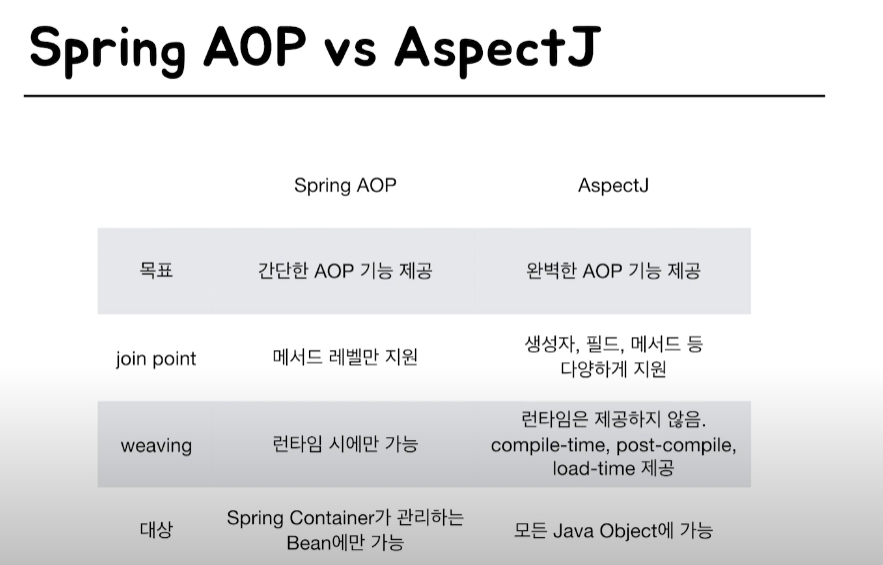 Spring AOP vs AspectJ
Spring AOP
AspectJ
목표
간단한 AOP 기능 제공
완벽한 AOP 기능 제공
join point
메서드 레벨만 지원
생성자, 필드, 메서드 등
다양하게 지원
weaving
런타임 시에만 가능
런타임은 제공하지 않음.
compile-time, post-compile,
load-time 제공
대상
Spring Container가 관리하는
Bean에만 가능
모든 Java Object에 가능